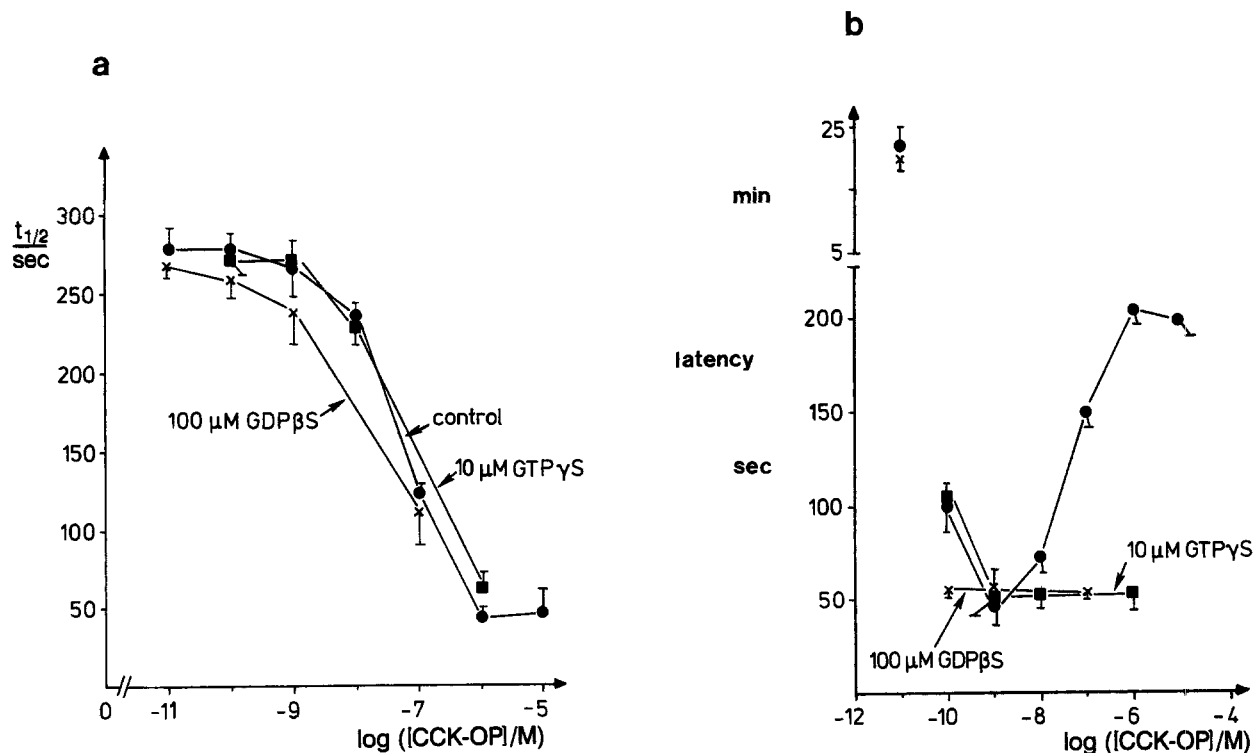 a
t1/2
sec
300
250
200
150
100
50
100 μM GDPβS
control
10 μM GTPγS
0
-11
-9
-7
-5
log ([CCK-OP]/M)
b
min
latency
sec
25
5
200
150
100
50
10 μM GTPγS
100 μM GDPβS
-12
-10
-8
-6
-4
log ([CCK-OP]/M)